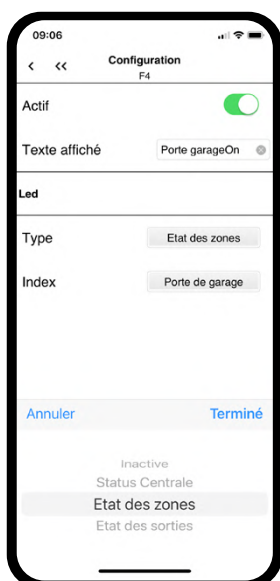 09:06
< << Configuration
F4
Actif
Texte affiché Porte garageOn
Led
Type Etat des zones
Index Porte de garage
Annuler Terminé
Inactive
Status Centrale
Etat des zones
Etat des sorties